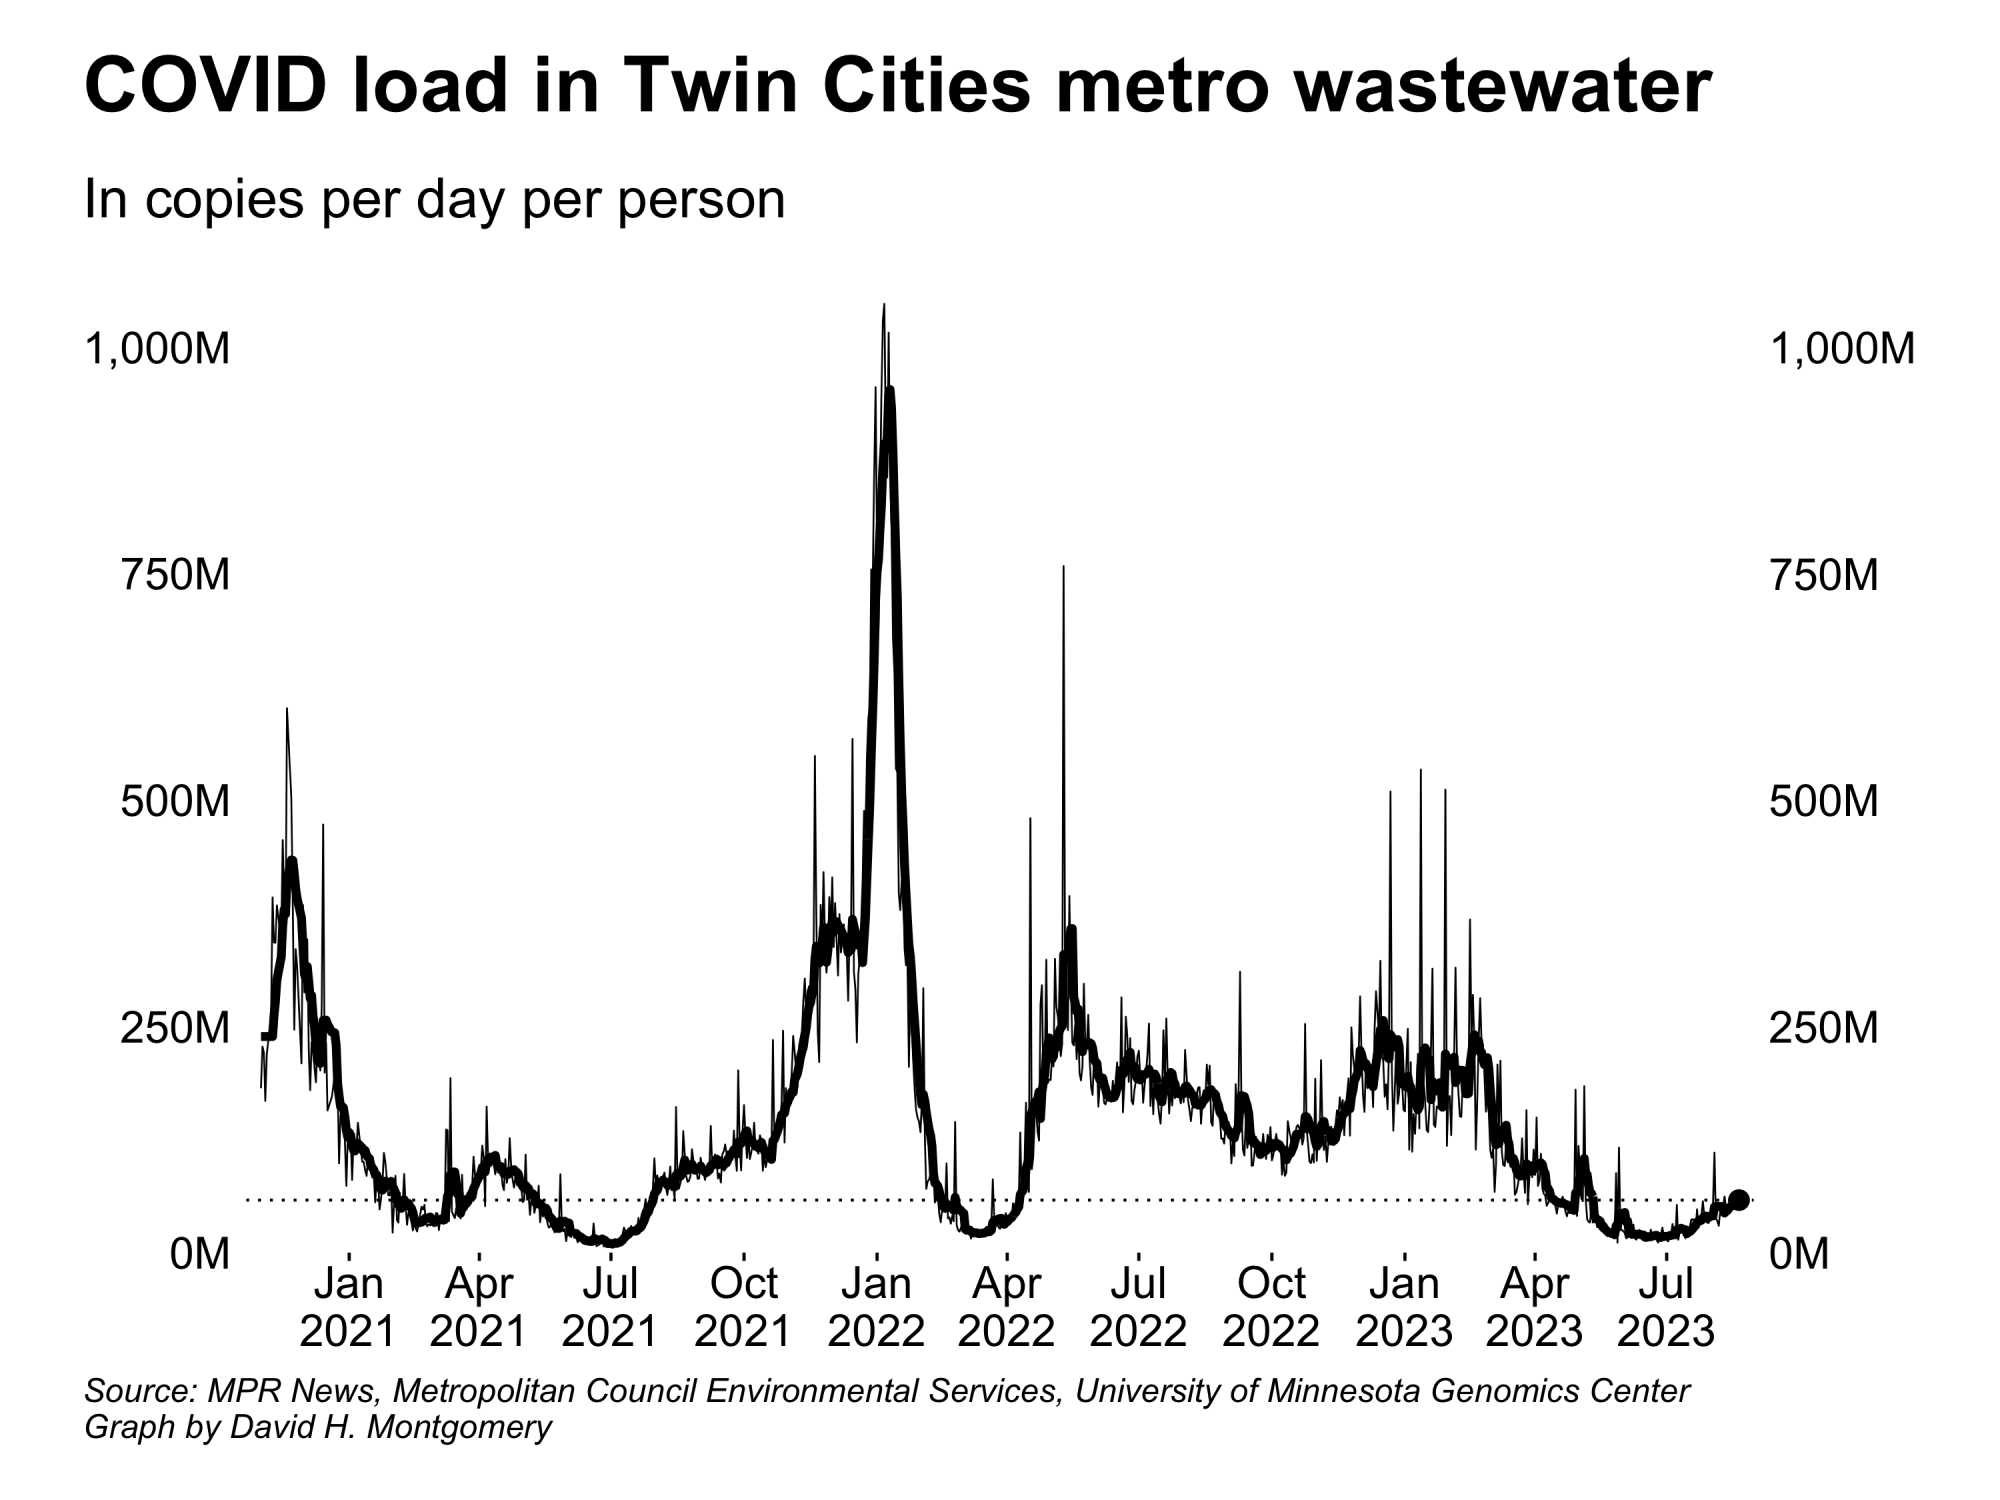 COVID load in Twin Cities metro wastewater
In copies per day per person
1,000M 1,000M
750M 750M
500M 500M
250M 250M
0M 0M
Jan Apr Jul Oct Jan Apr Jul Oct Jan Apr Jul
2021 2021 2021 2021 2022 2022 2022 2022 2023 2023 2023
Source: MPR News, Metropolitan Council Environmental Services, University of Minnesota Genomics Center
Graph by David H. Montgomery